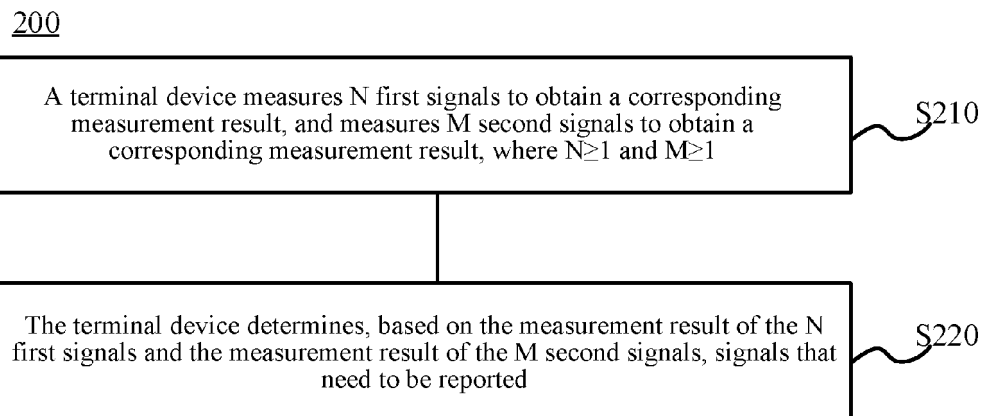 200
A terminal device measures N first signals to obtain a corresponding
measurement result, and measures M second signals to obtain a
corresponding measurement result, where N≥1 and M≥1
S210
The terminal device determines, based on the measurement result of the N
first signals and the measurement result of the M second signals, signals that
need to be reported
S220